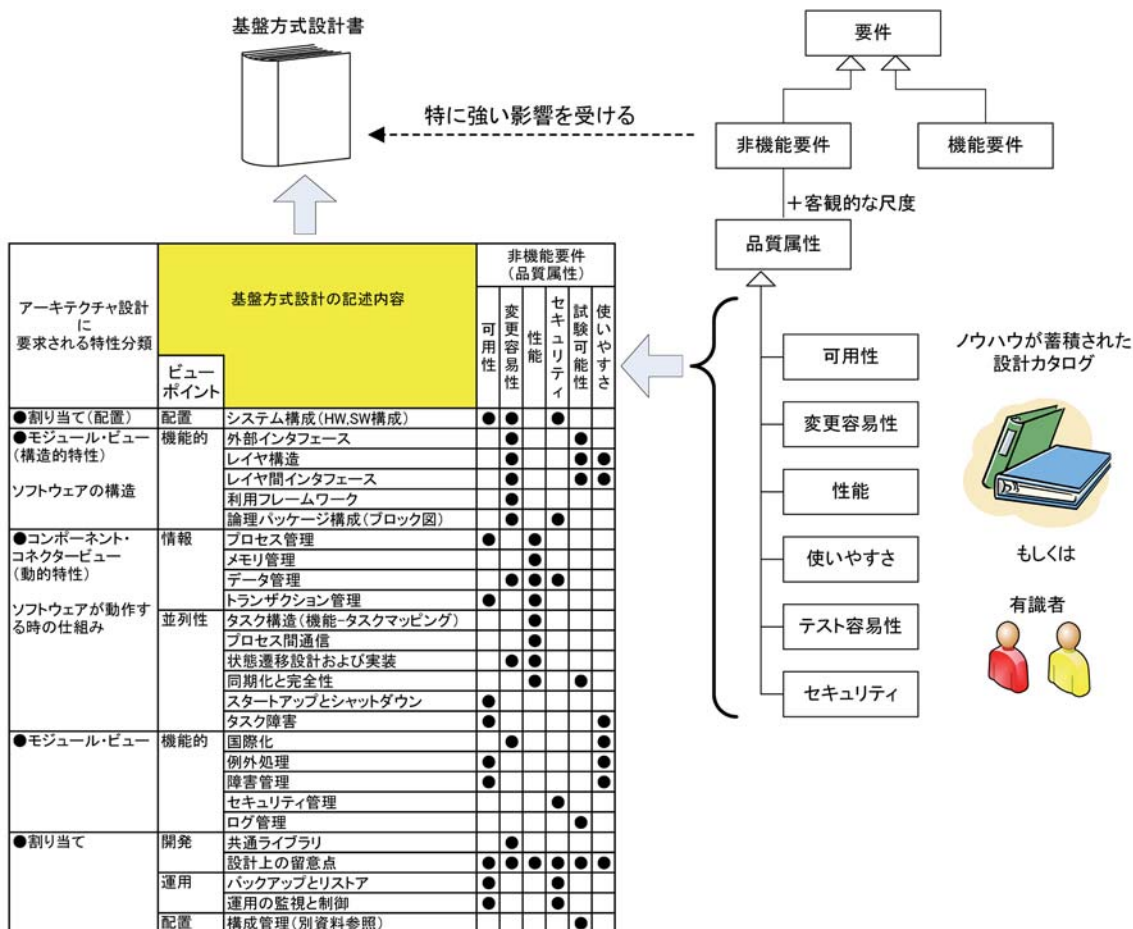 基盤方式設計書
要件
特に強い影響を受ける
非機能要件
機能要件
+客観的な尺度
品質属性
アーキテクチャ設計
に
要求される特性分類
ビュー
ポイント
基盤方式設計の記述内容
非機能要件
(品質属性)
可用性
変更容易性
性能
セキュリティ
試験可能性
使いやすさ
●割り当て(配置) 配置 システム構成(HW,SW構成) ● ● ●
●モジュール・ビュー 機能的 外部インタフェース ● ●
(構造的特性) レイヤ構造 ● ● ●
ソフトウェアの構造 レイヤ間インタフェース ● ● ●
利用フレームワーク ●
論理パッケージ構成(ブロック図) ● ●
●コンポーネント・ 情報 プロセス管理 ● ●
コネクタービュー メモリ管理 ●
(動的特性) データ管理 ● ● ●
ソフトウェアが動作す トランザクション管理 ● ●
る時の仕組み 並列性 タスク構造(機能-タスクマッピング) ●
プロセス間通信 ●
状態遷移設計および実装 ● ●
同期化と完全性 ● ●
スタートアップとシャットダウン ●
タスク障害 ● ●
●モジュール・ビュー 機能的 国際化 ● ●
例外処理 ● ●
障害管理 ● ●
セキュリティ管理 ●
ログ管理 ●
●割り当て 開発 共通ライブラリ ●
設計上の留意点 ● ● ● ● ● ●
運用 バックアップとリストア ● ●
運用の監視と制御 ● ●
配置 構成管理(別資料参照) ●
可用性
変更容易性
性能
使いやすさ
テスト容易性
セキュリティ
ノウハウが蓄積された
設計カタログ
もしくは
有識者